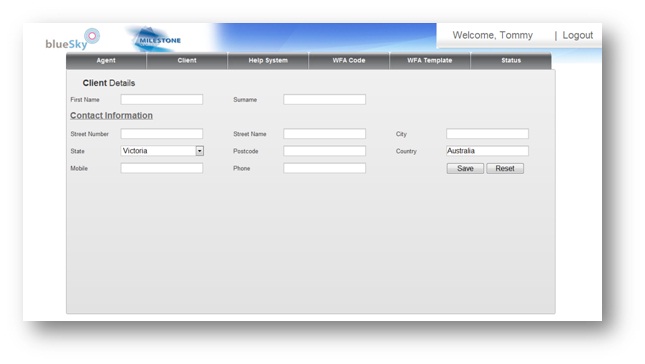 blueSky MILESTONE Welcome, Tommy | Logout
Agent Client Help System WFA Code WFA Template Status
Client Details
First Name Surname
Contact Information
Street Number Street Name City
State Victoria Postcode Country Australia
Mobile Phone Save Reset